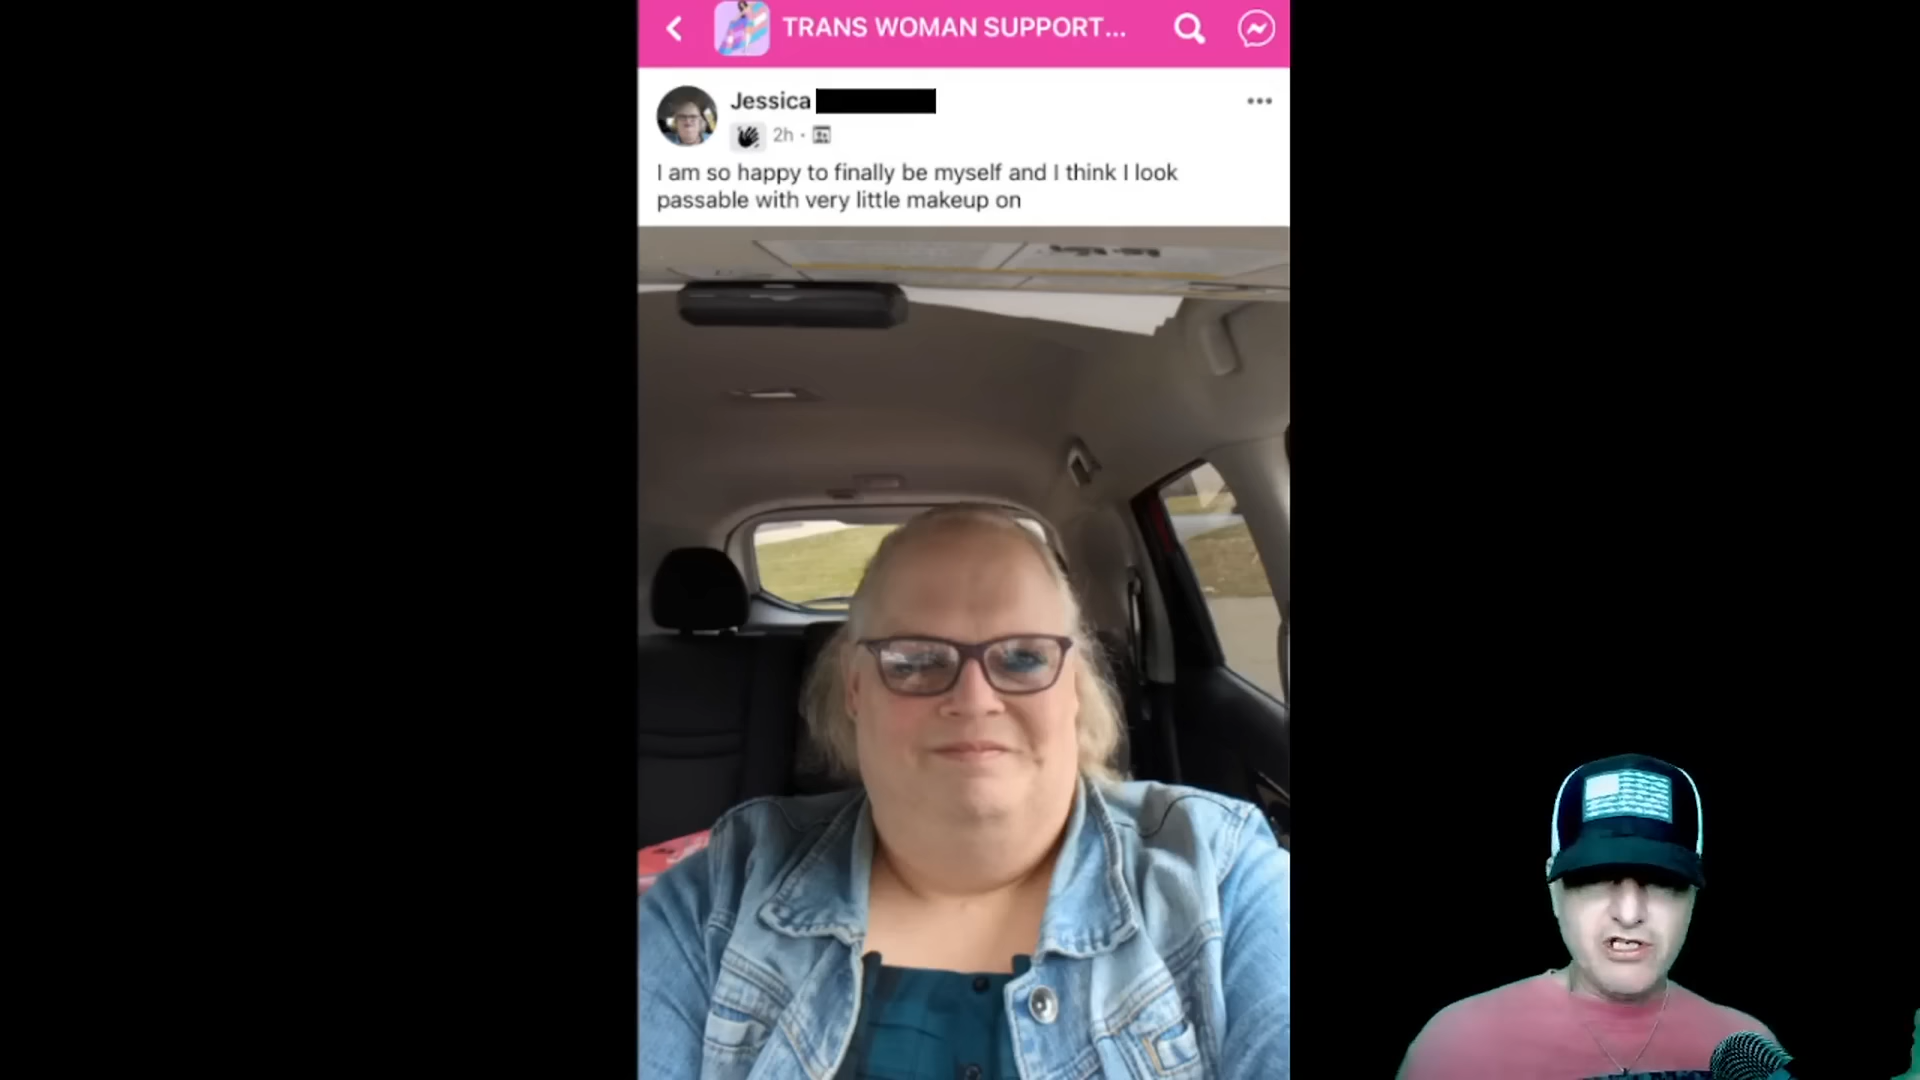 TRANS WOMAN SUPPORT...
Jessica
2h
I am so happy to finally be myself and I think I look
passable with very little makeup on